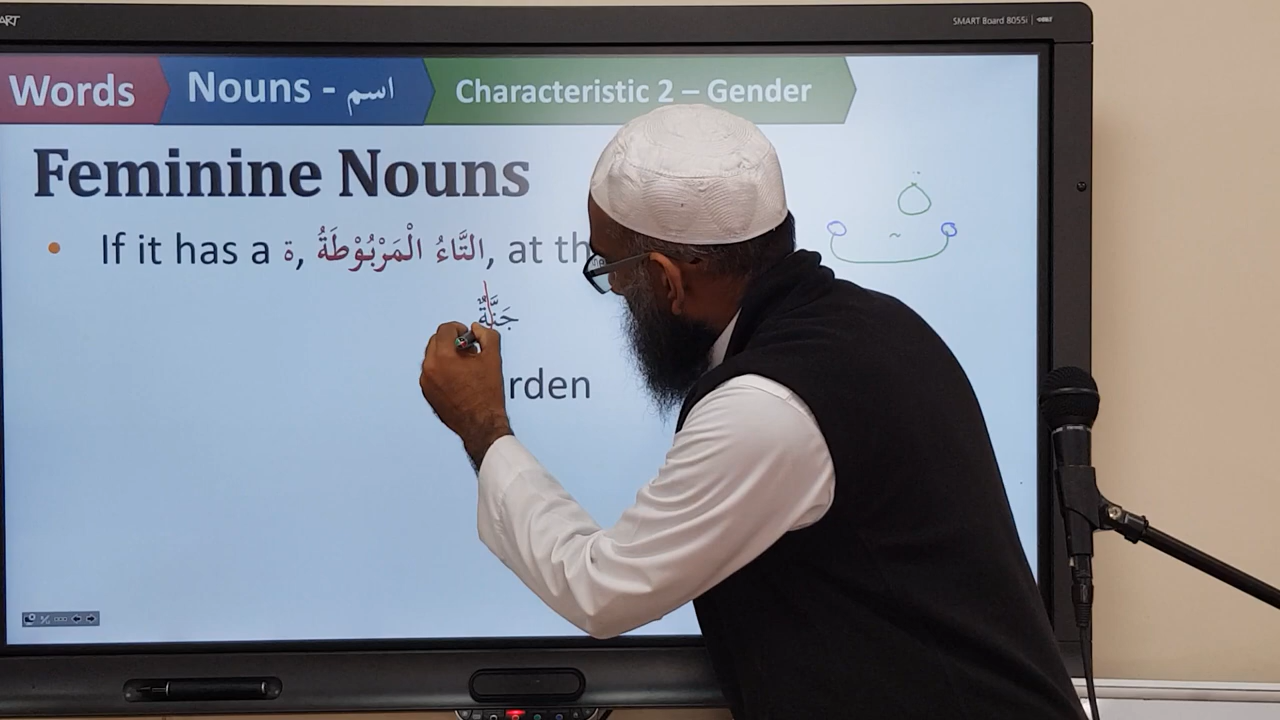 SMART Board 8055i
Words Nouns - اسم Characteristic 2 – Gender
Feminine Nouns
• If it has a ة, التَّاءُ الْمَرْبُوْطَةُ, at th
جَنَّةٌ
rden